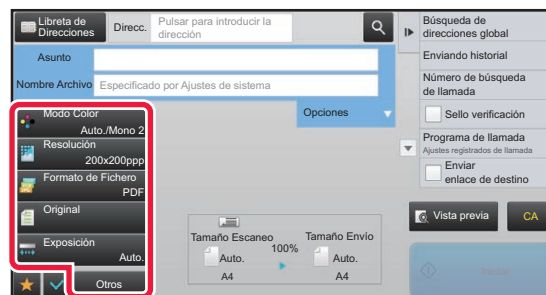 Libreta de
Direcciones
Direcc.
Pulsar para introducir la
dirección
Asunto
Nombre Archivo
Especificado por Ajustes de sistema
Opciones
Modo Color
Auto./Mono 2
Resolución
200x200ppp
Formato de Fichero
PDF
Original
Exposición
Auto.
Otros
Tamaño Escaneo
100%
Tamaño Envío
Auto.
A4
Auto.
A4
Búsqueda de
direcciones global
Enviando historial
Número de búsqueda
de llamada
Sello verificación
Programa de llamada
Ajustes registrados de llamada
Enviar
enlace de destino
Vista previa
CA
Iniciar